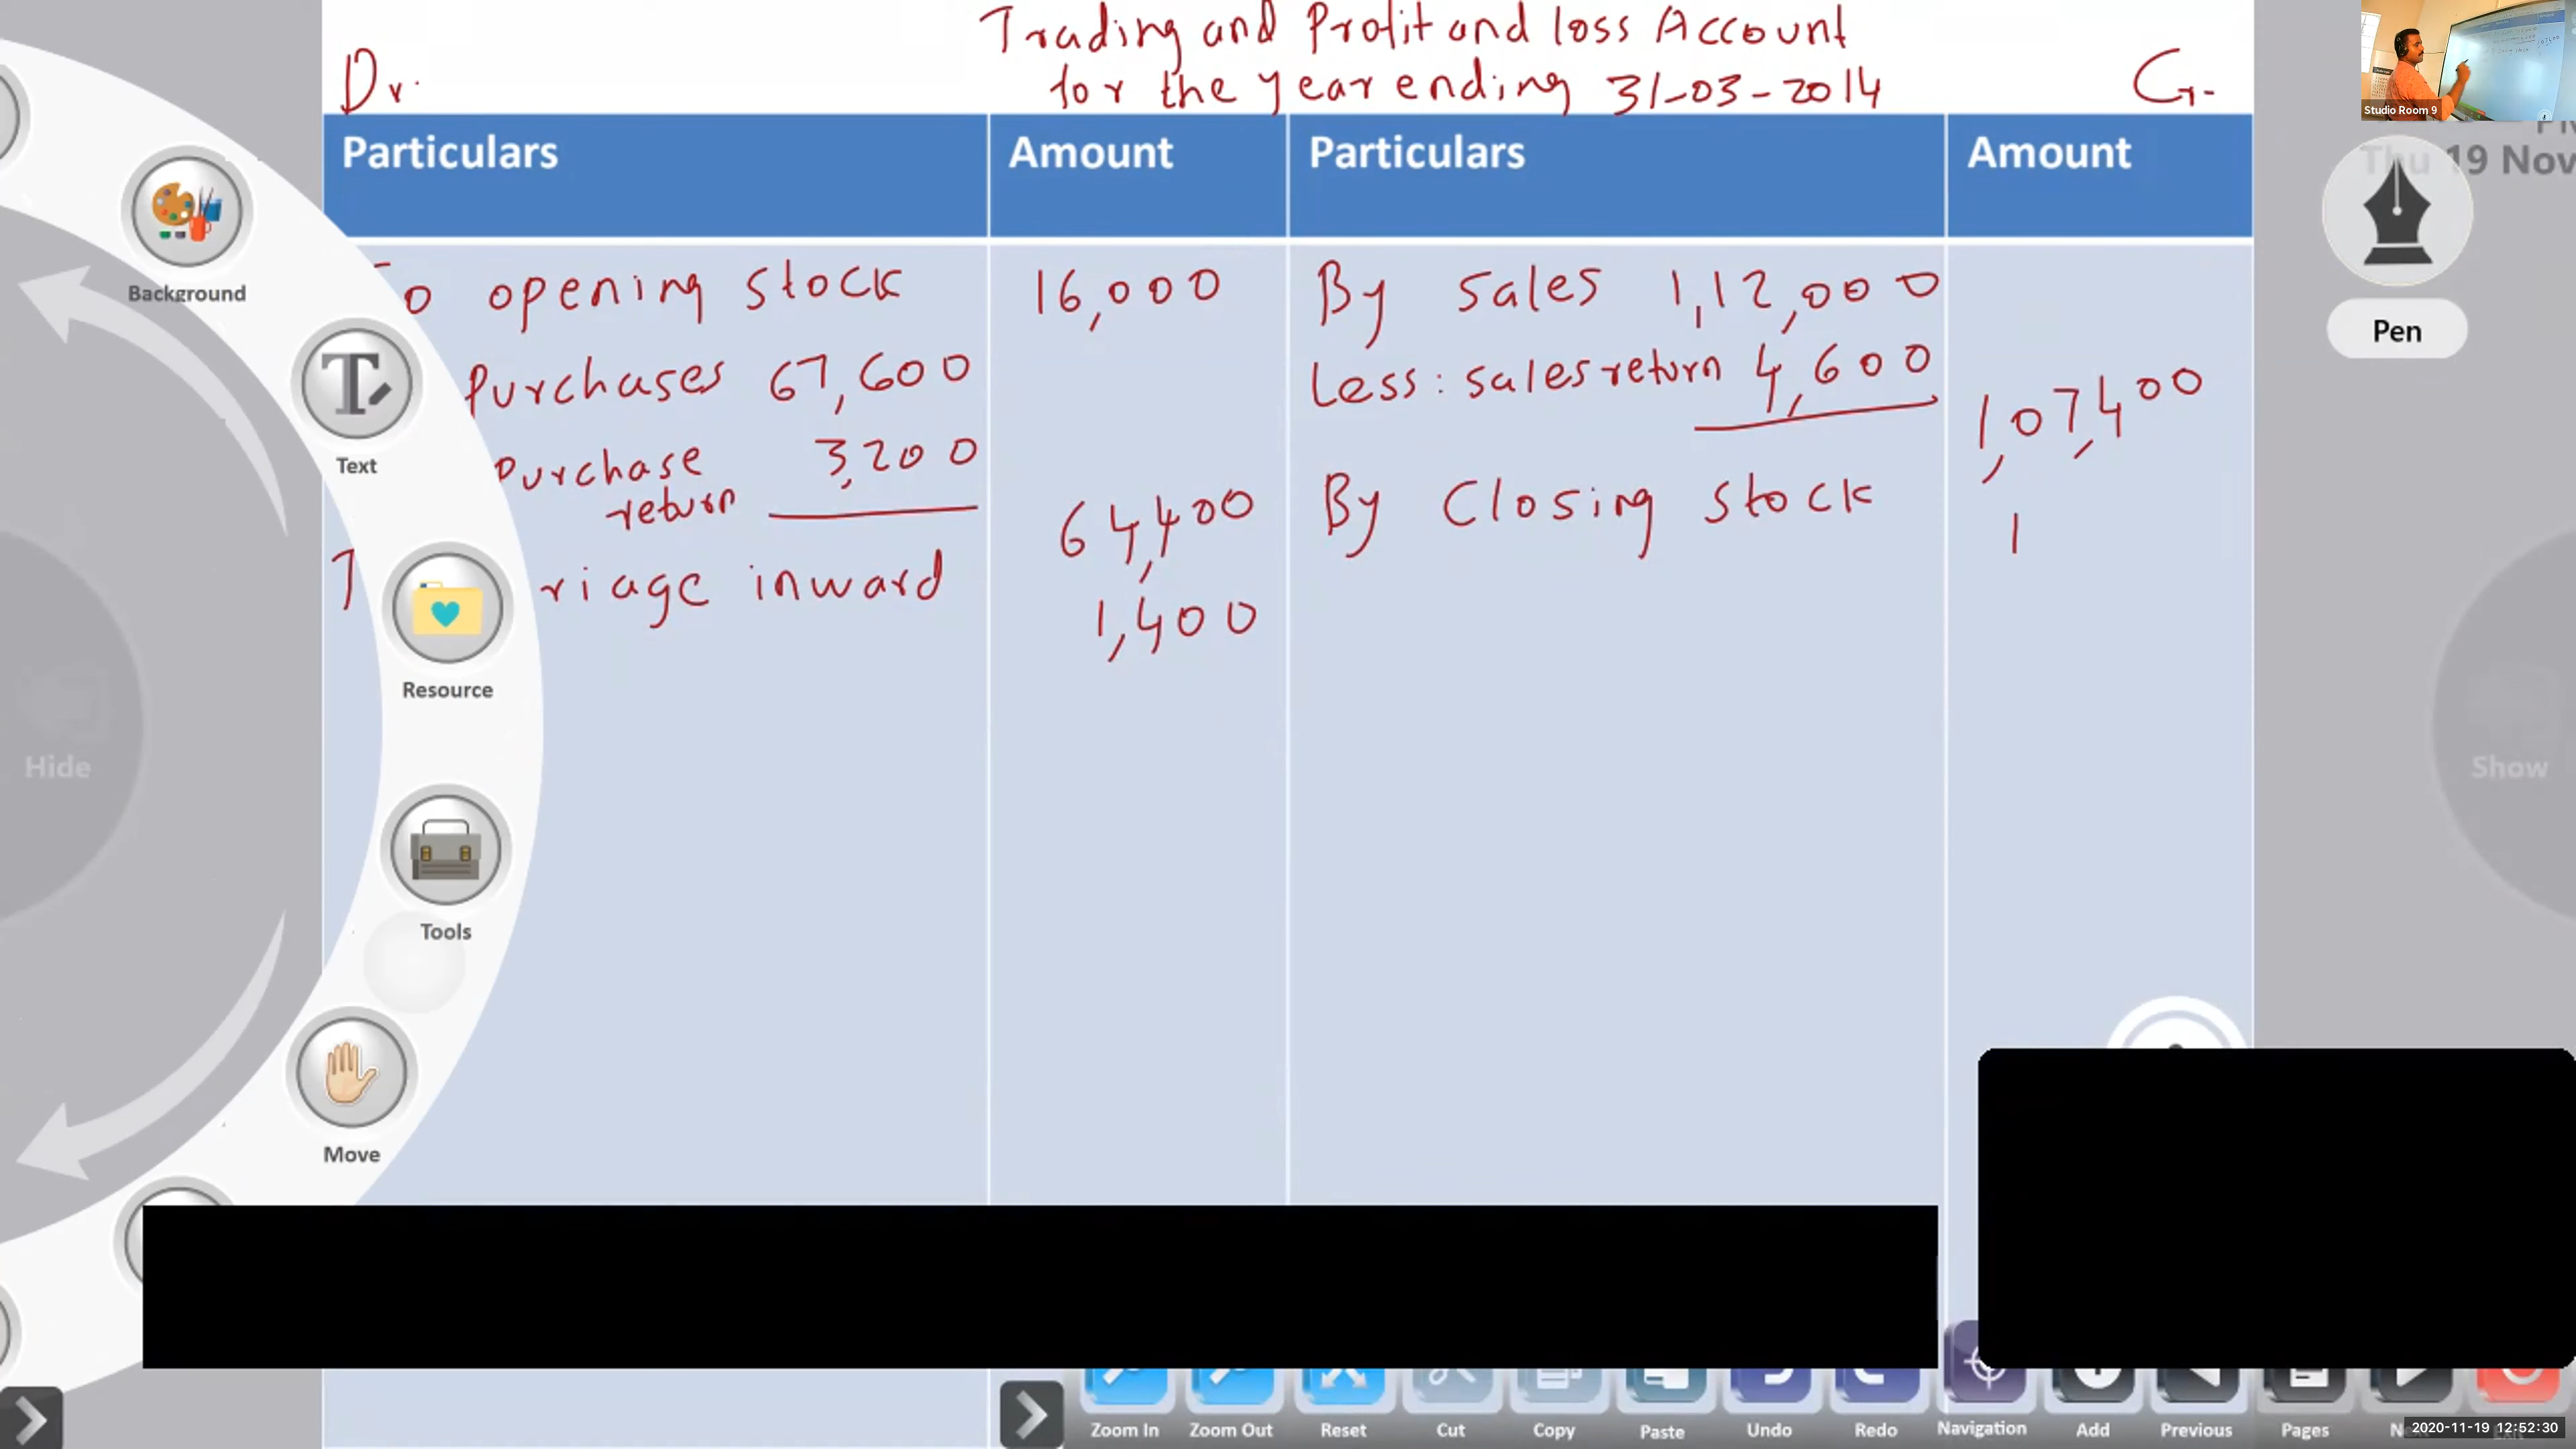 Trading and Profit and loss Account
for the year ending 31-03-2014
Dr.
Cr.
Studio Room 9
Thu 19 Nov
Particulars
Amount
Particulars
Amount
opening stock 16,000
By sales 1,12,000
Purchases 67,600
Less: sales return 4,600
1,07,400
Purchase 3,200
return
64,400
By Closing stock
1
riage inward
1,400
Background
Text
Resource
Tools
Move
Hide
Pen
Show
Zoom In
Zoom Out
Reset
Cut
Copy
Paste
Undo
Redo
Navigation
Add
Previous
Pages
2020-11-19 12:52:30